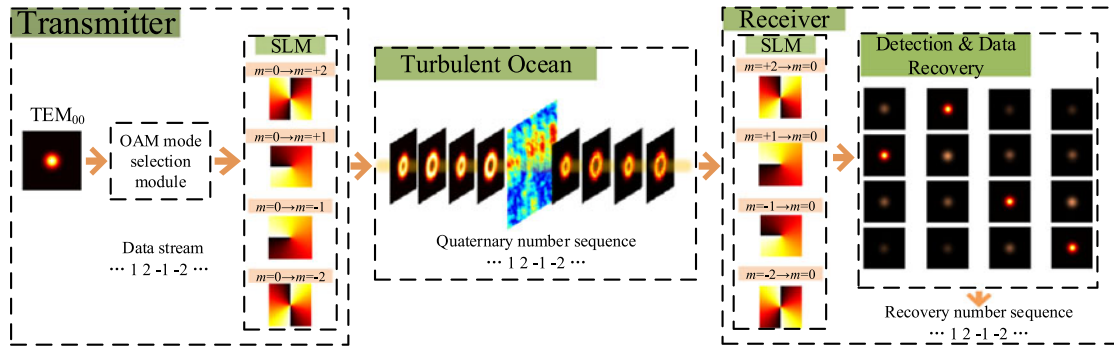 Transmitter
SLM
m=0→m=+2
TEM00
m=0→m=+1
OAM mode
selection
module
m=0→m=-1
Data stream
··· 1 2 -1 -2 ···
m=0→m=-2
Turbulent Ocean
Quaternary number sequence
··· 1 2 -1 -2 ···
Receiver
SLM
m=+2→m=0
m=+1→m=0
m=-1→m=0
m=-2→m=0
Detection & Data
Recovery
Recovery number sequence
··· 1 2 -1 -2 ···